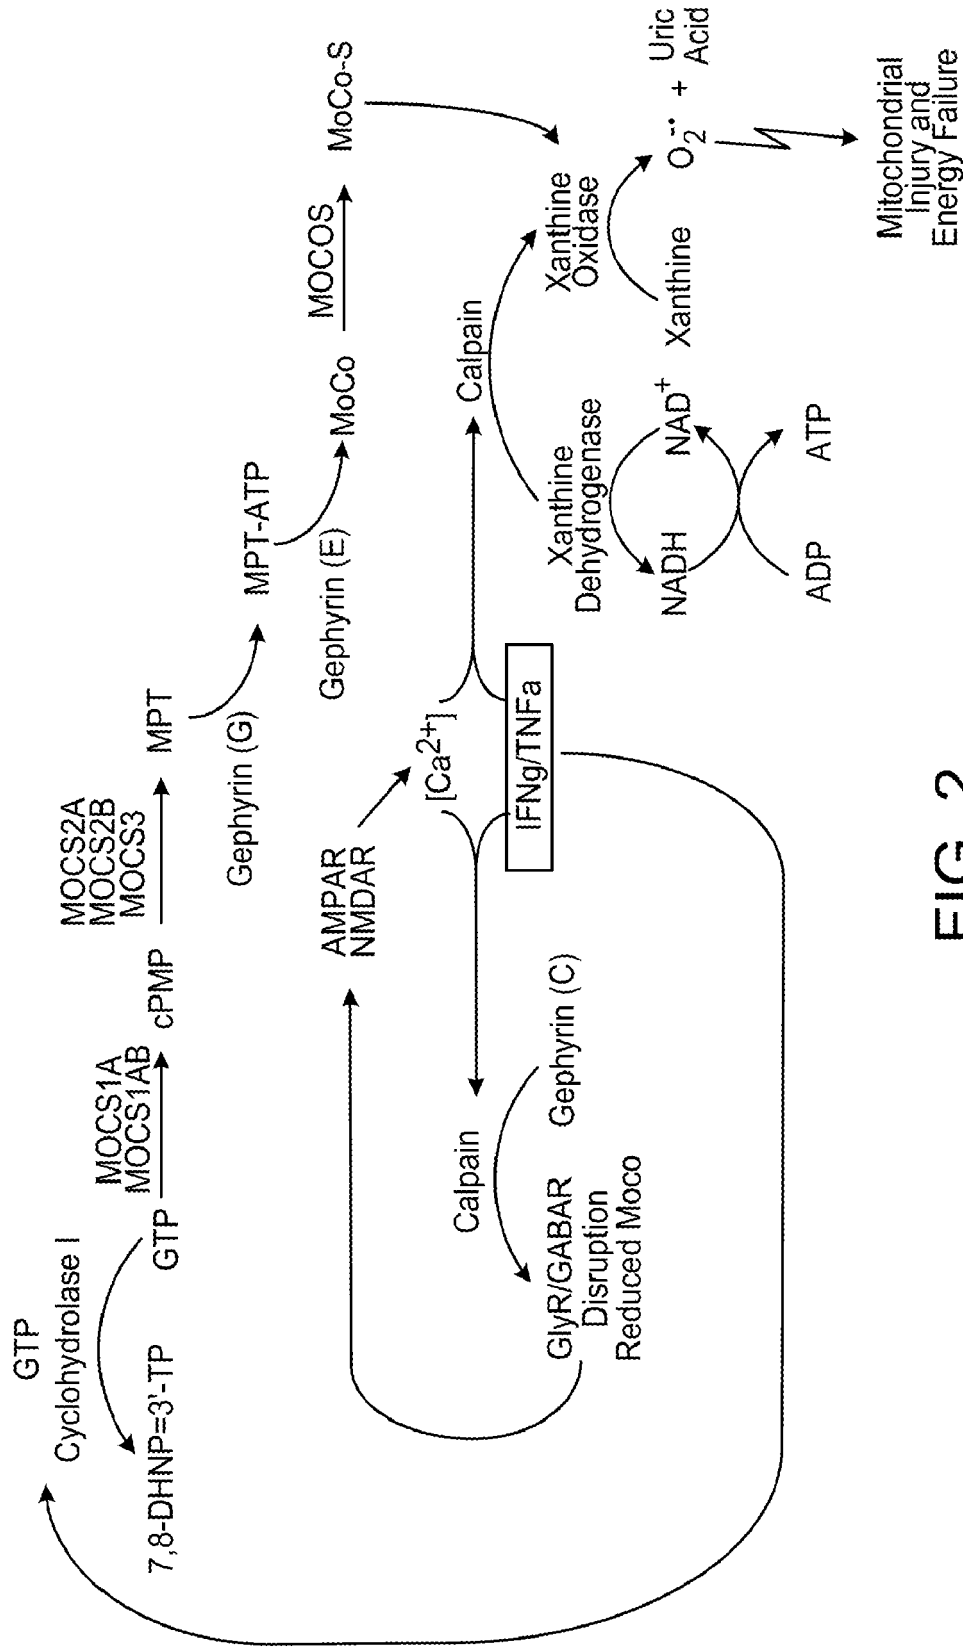 GTP
Cyclohydrolase I
7,8-DHNP=3'-TP
GTP
MOCS1A
MOCS1AB
cPMP
MOCS2A
MOCS2B
MOCS3
MPT
Gephyrin (G)
MPT-ATP
Gephyrin (E)
MoCo
MOCOS
MoCo-S
AMPAR
NMDAR
[Ca2+]
IFNg/TNFa
Calpain
Gephyrin (C)
GlyR/GABAR
Disruption
Reduced Moco
Calpain
Xanthine
Dehydrogenase
Xanthine
Oxidase
NADH
NAD+
ADP
ATP
Xanthine
O2-• + Uric
Acid
Mitochondrial
Injury and
Energy Failure
FIG. 2